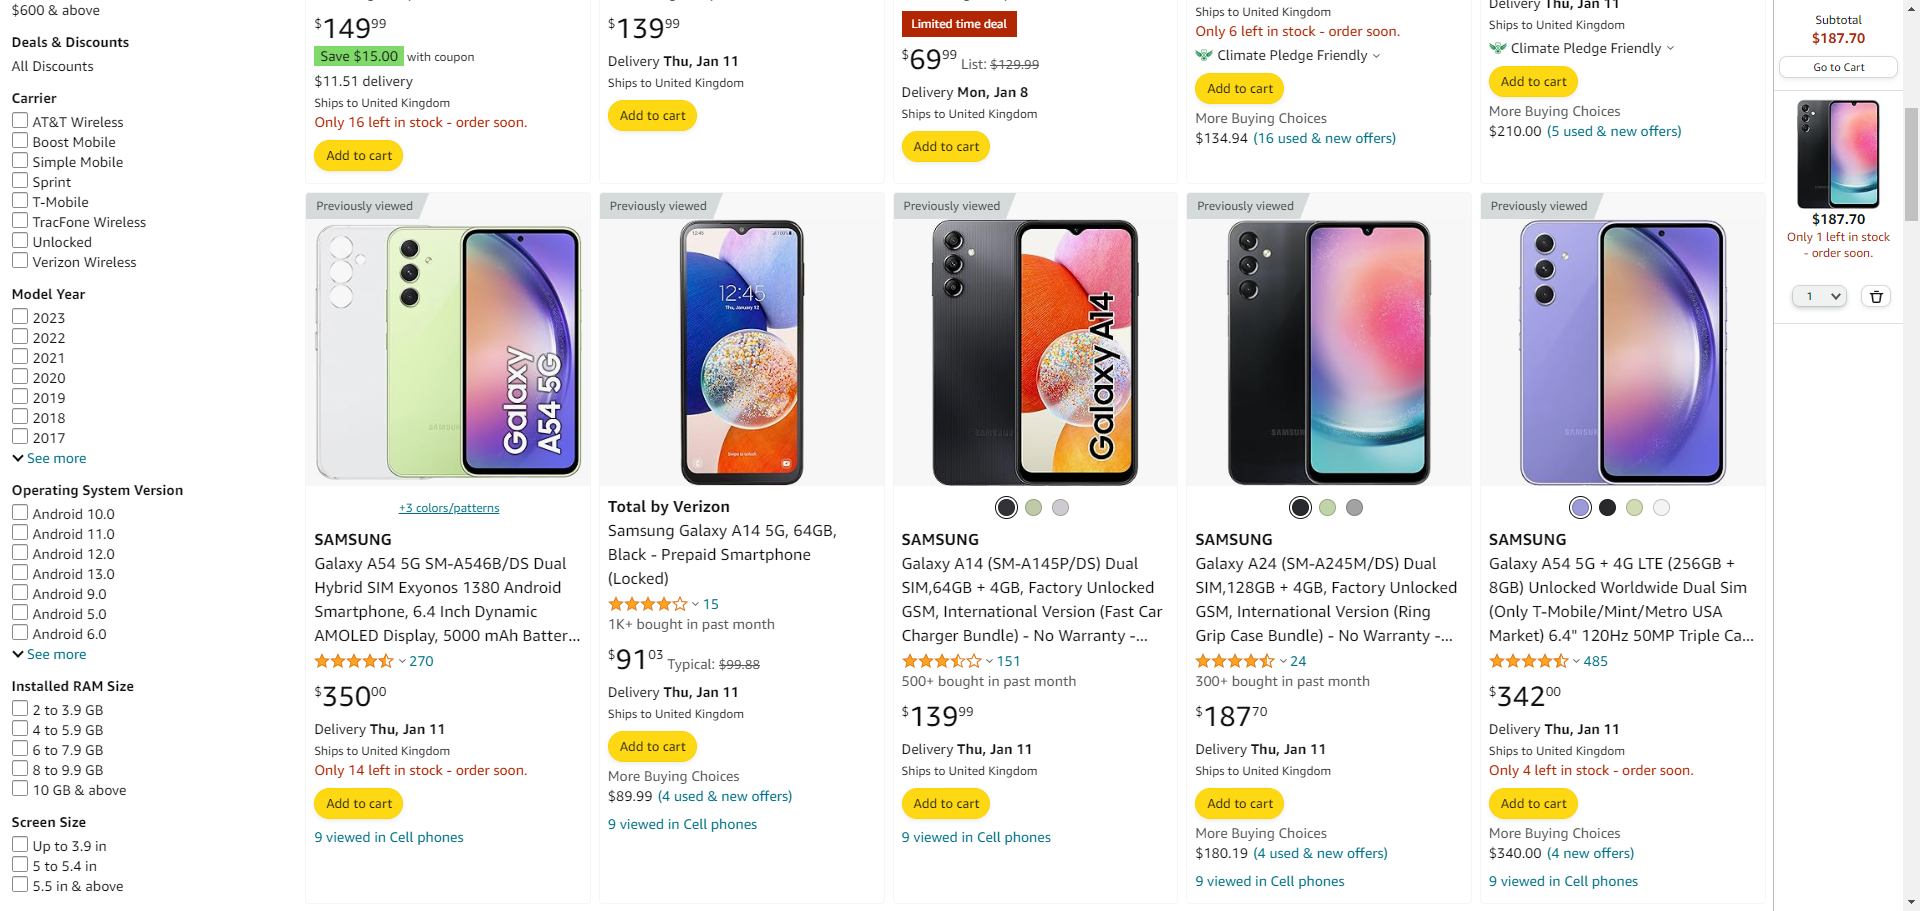 $600 & above
Deals & Discounts
All Discounts
Carrier
AT&T Wireless
Boost Mobile
Simple Mobile
Sprint
T-Mobile
TracFone Wireless
Unlocked
Verizon Wireless
Model Year
2023
2022
2021
2020
2019
2018
2017
See more
Operating System Version
Android 10.0
Android 11.0
Android 12.0
Android 13.0
Android 9.0
Android 5.0
Android 6.0
See more
Installed RAM Size
2 to 3.9 GB
4 to 5.9 GB
6 to 7.9 GB
8 to 9.9 GB
10 GB & above
Screen Size
Up to 3.9 in
5 to 5.4 in
5.5 in & above
$149 99
Save $15.00 with coupon
$11.51 delivery
Ships to United Kingdom
Only 16 left in stock - order soon.
Add to cart
$139 99
Delivery Thu, Jan 11
Ships to United Kingdom
Add to cart
Limited time deal
$69 99 List: $129.99
Delivery Mon, Jan 8
Ships to United Kingdom
Add to cart
Ships to United Kingdom
Only 6 left in stock - order soon.
Climate Pledge Friendly
Add to cart
More Buying Choices
$134.94 (16 used & new offers)
Delivery Thu, Jan 11
Ships to United Kingdom
Climate Pledge Friendly
Add to cart
More Buying Choices
$210.00 (5 used & new offers)
Previously viewed
Galaxy
A54 5G
SAMSUNG
+3 colors/patterns
SAMSUNG
Galaxy A54 5G SM-A546B/DS Dual
Hybrid SIM Exyonos 1380 Android
Smartphone, 6.4 Inch Dynamic
AMOLED Display, 5000 mAh Batter...
270
$350 00
Delivery Thu, Jan 11
Ships to United Kingdom
Only 14 left in stock - order soon.
Add to cart
9 viewed in Cell phones
Previously viewed
12:45
100%
12:45
Total by Verizon
Samsung Galaxy A14 5G, 64GB,
Black - Prepaid Smartphone
(Locked)
15
1K+ bought in past month
$91 03 Typical: $99.88
Delivery Thu, Jan 11
Ships to United Kingdom
Add to cart
More Buying Choices
$89.99 (4 used & new offers)
9 viewed in Cell phones
Previously viewed
SAMSUNG
Galaxy A14
SAMSUNG
Galaxy A14 (SM-A145P/DS) Dual
SIM,64GB + 4GB, Factory Unlocked
GSM, International Version (Fast Car
Charger Bundle) - No Warranty -...
151
500+ bought in past month
$139 99
Delivery Thu, Jan 11
Ships to United Kingdom
Add to cart
9 viewed in Cell phones
Previously viewed
SAMSUNG
SAMSUNG
Galaxy A24 (SM-A245M/DS) Dual
SIM,128GB + 4GB, Factory Unlocked
GSM, International Version (Ring
Grip Case Bundle) - No Warranty -...
24
300+ bought in past month
$187 70
Delivery Thu, Jan 11
Ships to United Kingdom
Add to cart
More Buying Choices
$180.19 (4 used & new offers)
9 viewed in Cell phones
Previously viewed
SAMSUNG
SAMSUNG
Galaxy A54 5G + 4G LTE (256GB +
8GB) Unlocked Worldwide Dual Sim
(Only T-Mobile/Mint/Metro USA
Market) 6.4" 120Hz 50MP Triple Ca...
485
$342 00
Delivery Thu, Jan 11
Ships to United Kingdom
Only 4 left in stock - order soon.
Add to cart
More Buying Choices
$340.00 (4 new offers)
9 viewed in Cell phones
Subtotal
$187.70
Go to Cart
$187.70
Only 1 left in stock
- order soon.
1